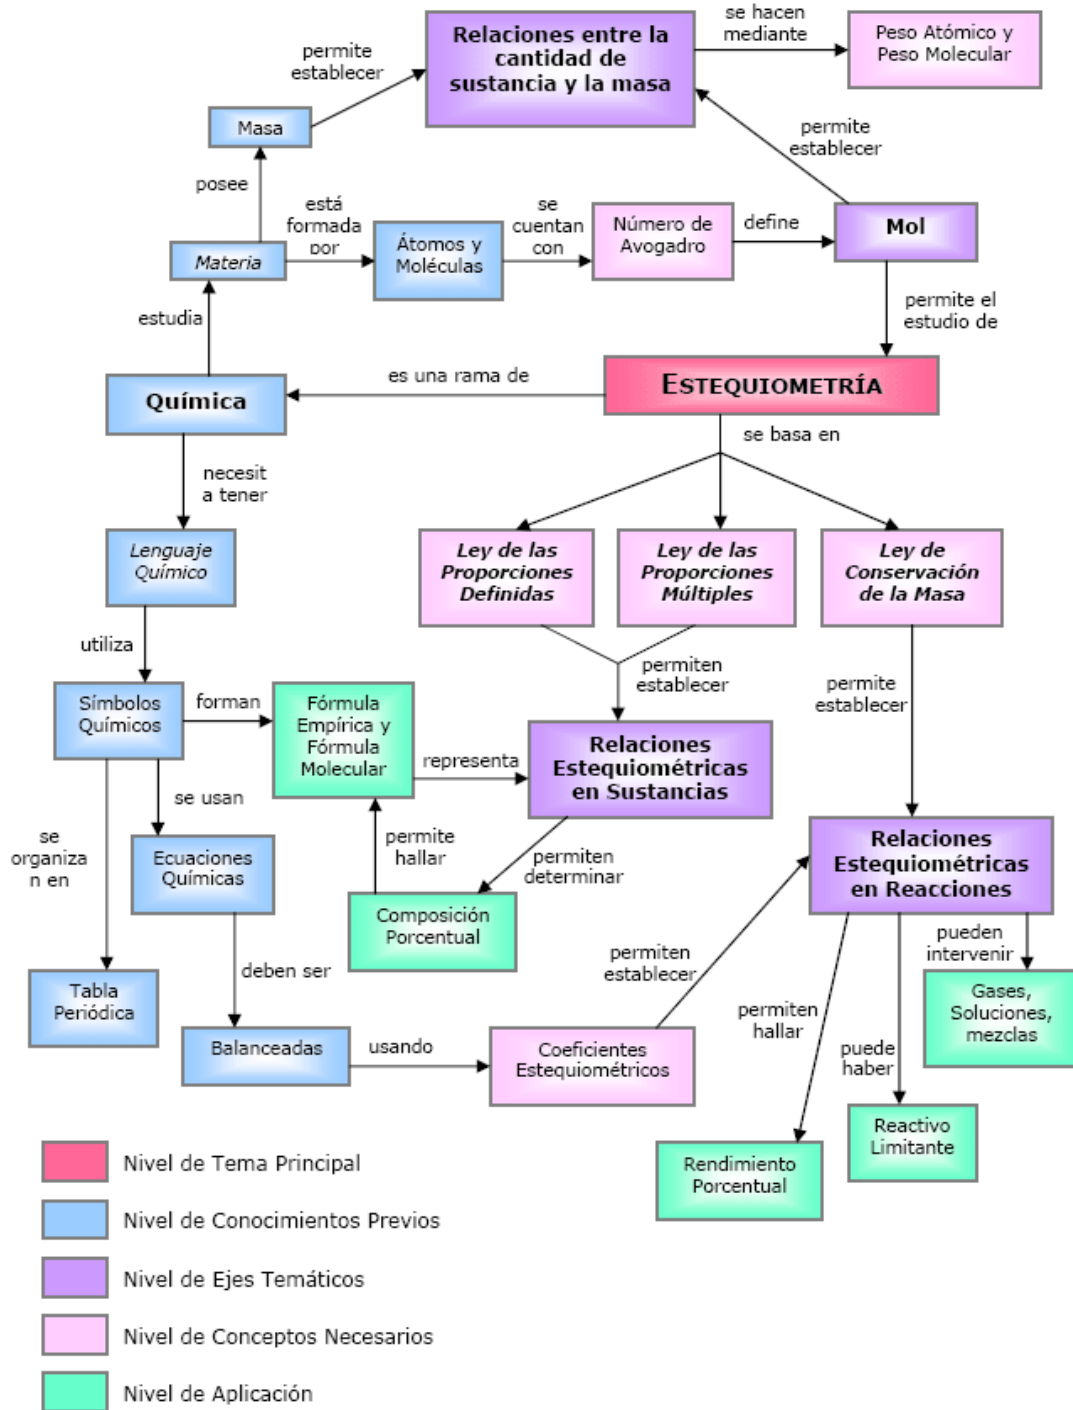 se hacen
mediante
Relaciones entre la
cantidad de
sustancia y la masa
Peso Atómico y
Peso Molecular
permite
establecer
Masa
permite
establecer
posee
está
formada
por
se
cuentan
con
Número de
Avogadro
define
Mol
Átomos y
Moléculas
Materia
estudia
permite el
estudio de
es una rama de
ESTEQUIOMETRÍA
Química
se basa en
necesit
a tener
Lenguaje
Químico
Ley de las
Proporciones
Definidas
Ley de las
Proporciones
Múltiples
Ley de
Conservación
de la Masa
utiliza
permiten
establecer
permite
establecer
Símbolos
Químicos
forman
Fórmula
Empírica y
Fórmula
Molecular
representa
Relaciones
Estequiométricas
en Sustancias
se usan
se
organiza
n en
permite
hallar
permiten
determinar
Ecuaciones
Químicas
Relaciones
Estequiométricas
en Reacciones
Composición
Porcentual
permiten
establecer
pueden
intervenir
deben ser
Tabla
Periódica
Gases,
Soluciones,
mezclas
permiten
hallar
puede
haber
Balanceadas
usando
Coeficientes
Estequiométricos
Reactivo
Limitante
Rendimiento
Porcentual
Nivel de Tema Principal
Nivel de Conocimientos Previos
Nivel de Ejes Temáticos
Nivel de Conceptos Necesarios
Nivel de Aplicación